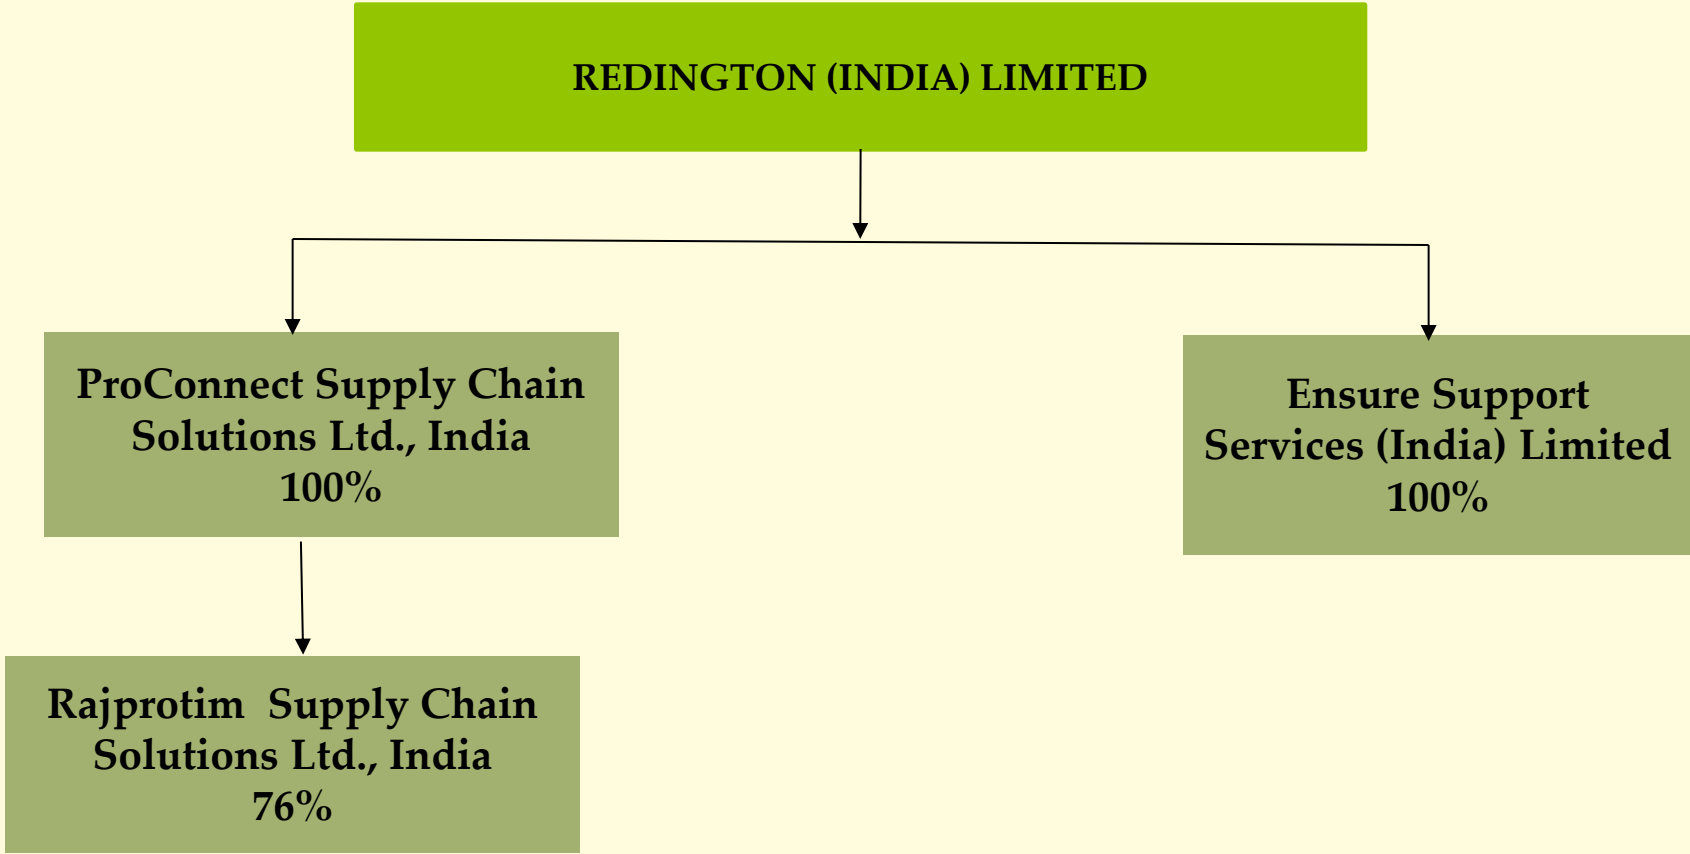 REDINGTON (INDIA) LIMITED
ProConnect Supply Chain
Solutions Ltd., India
100%
Ensure Support
Services (India) Limited
100%
Rajprotim  Supply Chain
Solutions Ltd., India
76%